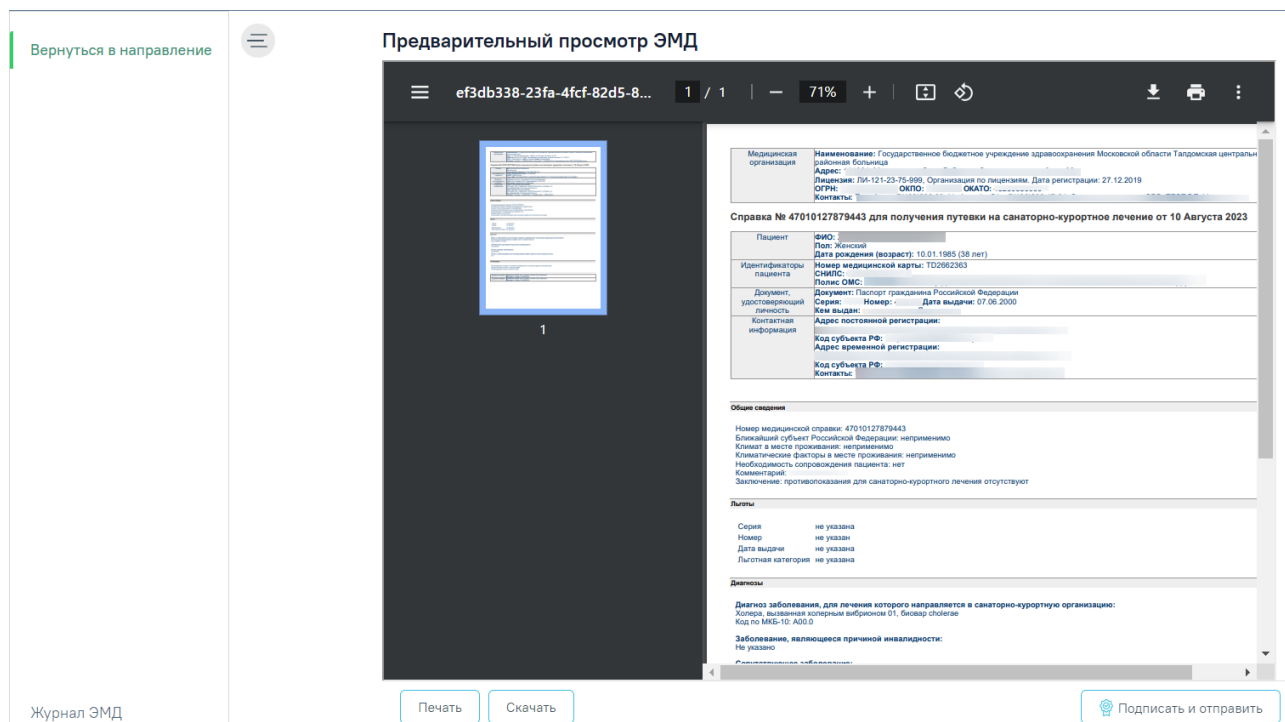 Вернуться в направление
Предварительный просмотр ЭМД
ef3db338-23fa-4fcf-82d5-8... 1 / 1 71%
1
Медицинская организация
Наименование: Государственное бюджетное учреждение здравоохранения Московской области Талдомская централь
районная больница
Адрес:
Лицензия: ЛИ-121-23-75-999, Организация по лицензиям. Дата регистрации: 27.12.2019
ОГРН: ОКПО: ОКАТО:
Контакты:
Справка № 47010127879443 для получения путевки на санаторно-курортное лечение от 10 Августа 2023
Пациент
ФИО:
Пол: Женский
Дата рождения (возраст): 10.01.1985 (38 лет)
Идентификаторы
пациента
Номер медицинской карты: TD2662363
СНИЛС:
Полис ОМС:
Документ,
удостоверяющий
личность
Документ: Паспорт гражданина Российской Федерации
Серия: Номер: Дата выдачи: 07.06.2000
Кем выдан:
Контактная
информация
Адрес постоянной регистрации:
Код субъекта РФ:
Адрес временной регистрации:
Код субъекта РФ:
Контакты:
Общие сведения
Номер медицинской справки: 47010127879443
Ближайший субъект Российской Федерации: неприменимо
Климат в месте проживания: неприменимо
Климатические факторы в месте проживания: неприменимо
Необходимость сопровождения пациента: нет
Комментарий:
Заключение: противопоказания для санаторно-курортного лечения отсутствуют
Льготы
Серия не указана
Номер не указан
Дата выдачи не указана
Льготная категория не указана
Диагнозы
Диагноз заболевания, для лечения которого направляется в санаторно-курортную организацию:
Холера, вызванная холерным вибрионом 01, биовар cholerae
Код по МКБ-10: A00.0
Заболевание, являющееся причиной инвалидности:
Не указано
Сопутствующее заболевание:
Журнал ЭМД
Печать
Скачать
Подписать и отправить